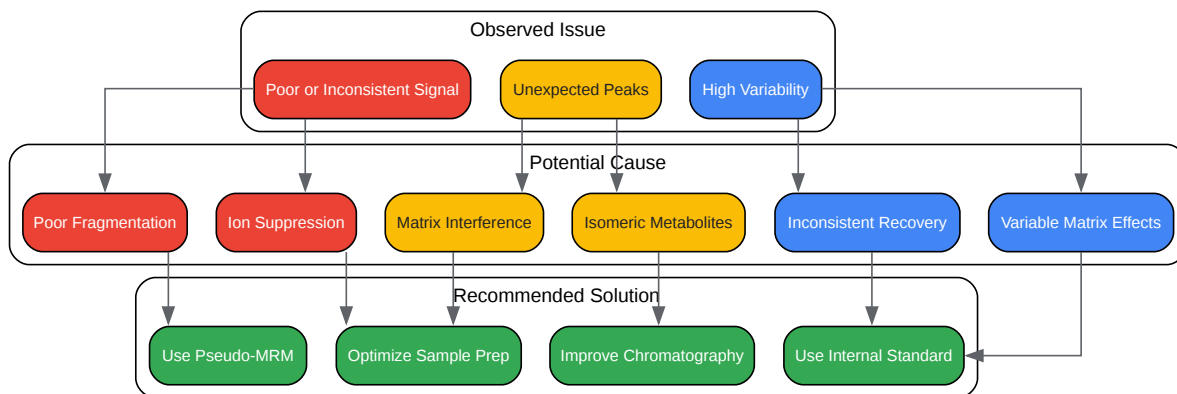 Observed Issue
Poor or Inconsistent Signal
Unexpected Peaks
High Variability
Potential Cause
Poor Fragmentation
Ion Suppression
Matrix Interference
Isomeric Metabolites
Inconsistent Recovery
Variable Matrix Effects
Recommended Solution
Use Pseudo-MRM
Optimize Sample Prep
Improve Chromatography
Use Internal Standard